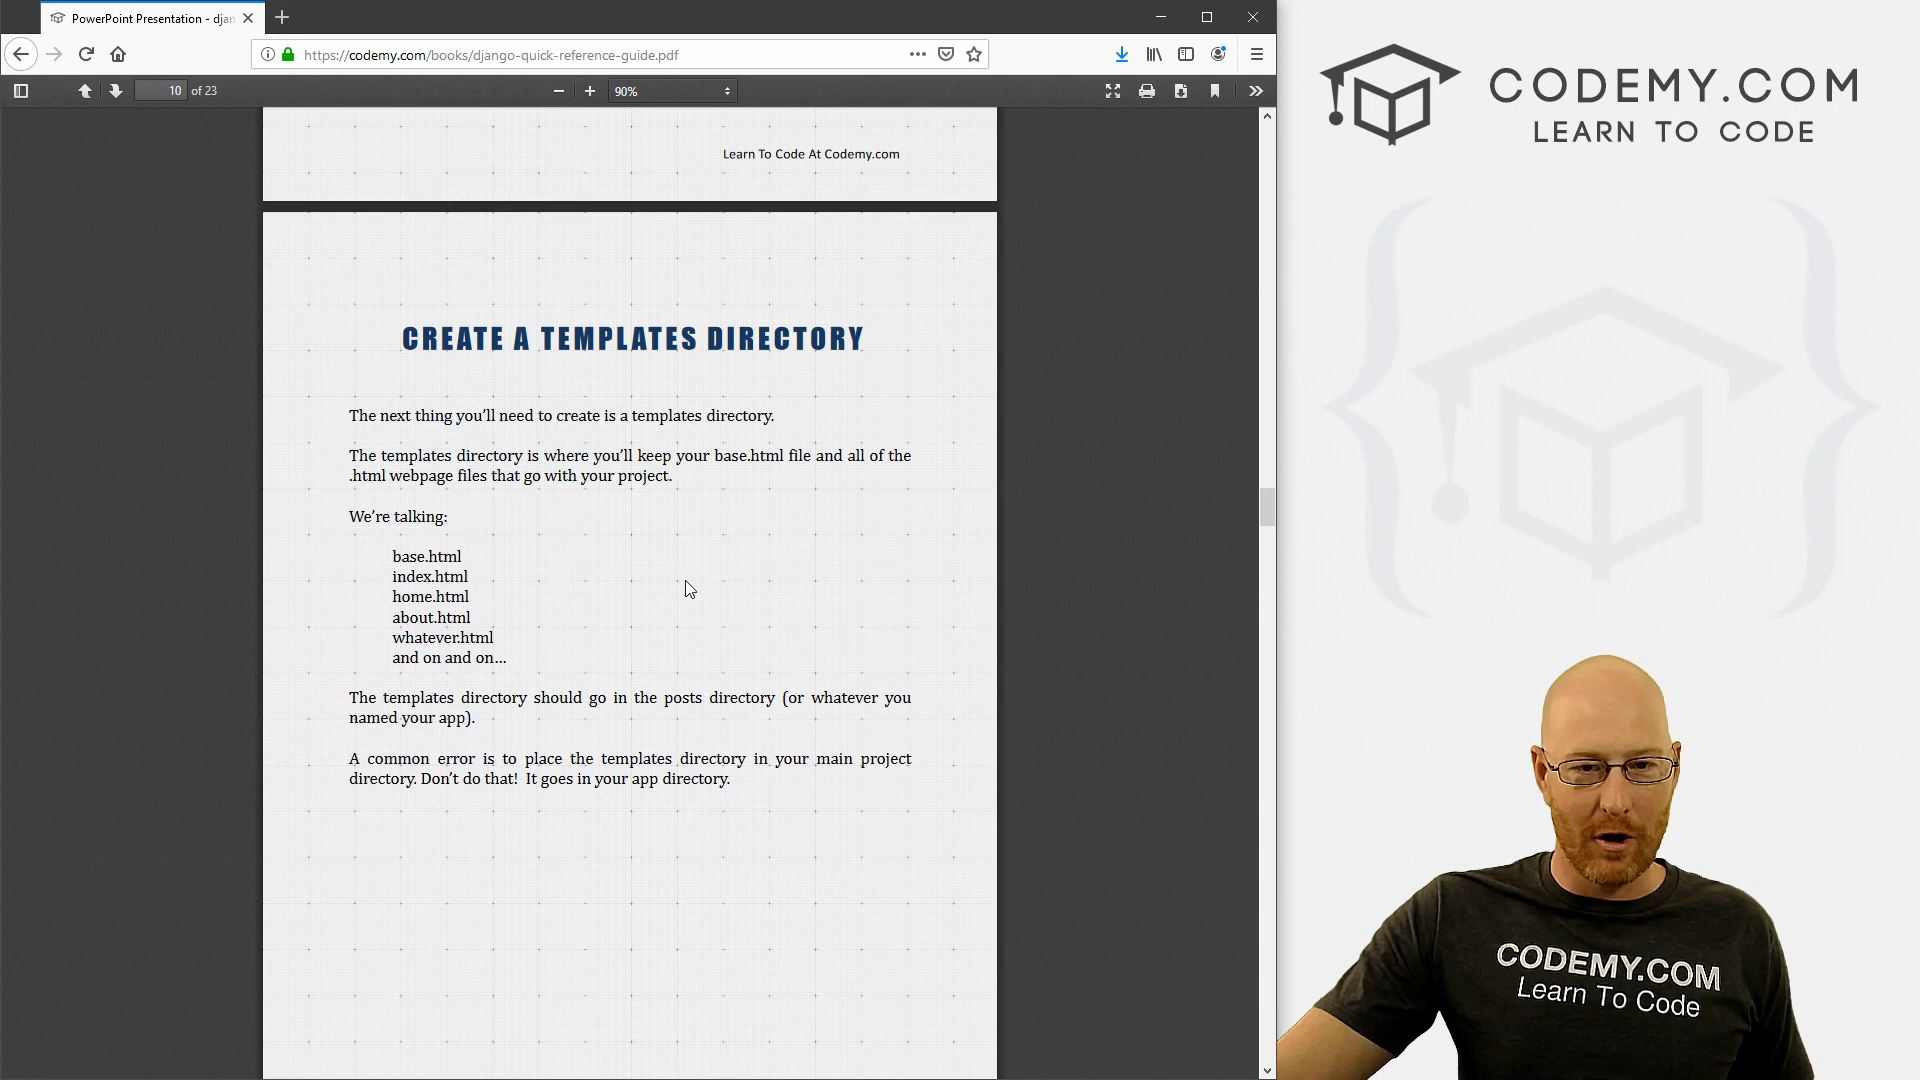 PowerPoint Presentation - djan
https://codemy.com/books/django-quick-reference-guide.pdf
10 of 23
90%
CODEMY.COM
LEARN TO CODE
Learn To Code At Codemy.com
CREATE A TEMPLATES DIRECTORY
The next thing you'll need to create is a templates directory.
The templates directory is where you'll keep your base.html file and all of the
.html webpage files that go with your project.
We're talking:
base.html
index.html
home.html
about.html
whatever.html
and on and on...
The templates directory should go in the posts directory (or whatever you
named your app).
A common error is to place the templates directory in your main project
directory. Don't do that!  It goes in your app directory.
CODEMY.COM
Learn To Code